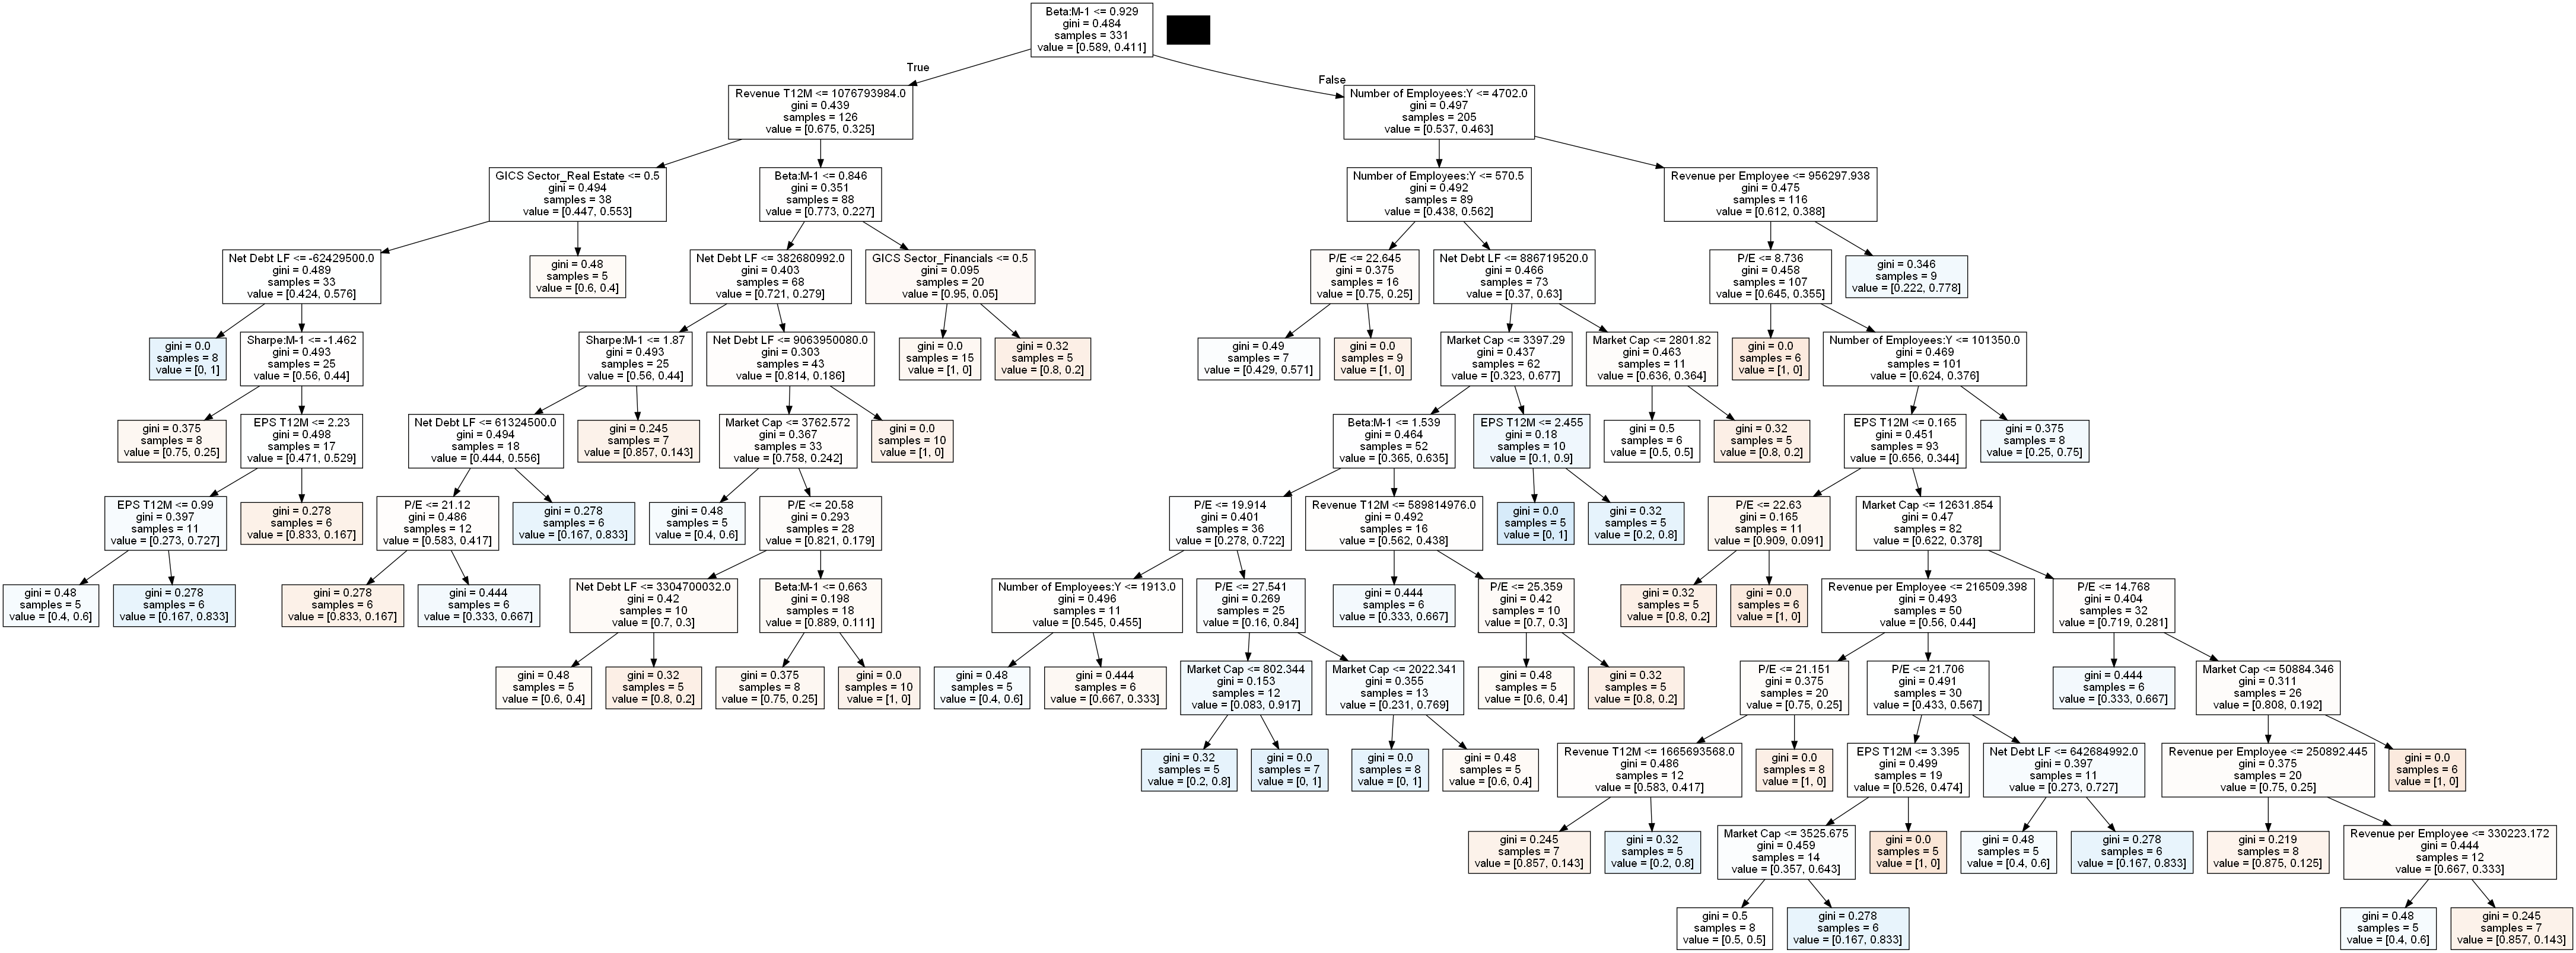 Beta:M-1 <= 0.929
gini = 0.484
samples = 331
value = [0.589, 0.411]
True
False
Revenue T12M <= 1076793984.0
gini = 0.439
samples = 126
value = [0.675, 0.325]
Number of Employees:Y <= 4702.0
gini = 0.497
samples = 205
value = [0.537, 0.463]
GICS Sector_Real Estate <= 0.5
gini = 0.494
samples = 38
value = [0.447, 0.553]
Beta:M-1 <= 0.846
gini = 0.351
samples = 88
value = [0.773, 0.227]
Number of Employees:Y <= 570.5
gini = 0.492
samples = 89
value = [0.438, 0.562]
Revenue per Employee <= 956297.938
gini = 0.475
samples = 116
value = [0.612, 0.388]
Net Debt LF <= -62429500.0
gini = 0.489
samples = 33
value = [0.424, 0.576]
gini = 0.48
samples = 5
value = [0.6, 0.4]
Net Debt LF <= 382680992.0
gini = 0.403
samples = 68
value = [0.721, 0.279]
GICS Sector_Financials <= 0.5
gini = 0.095
samples = 20
value = [0.95, 0.05]
P/E <= 22.645
gini = 0.375
samples = 16
value = [0.75, 0.25]
Net Debt LF <= 886719520.0
gini = 0.466
samples = 73
value = [0.37, 0.63]
P/E <= 8.736
gini = 0.458
samples = 107
value = [0.645, 0.355]
gini = 0.346
samples = 9
value = [0.222, 0.778]
gini = 0.0
samples = 8
value = [0, 1]
Sharpe:M-1 <= -1.462
gini = 0.493
samples = 25
value = [0.56, 0.44]
Sharpe:M-1 <= 1.87
gini = 0.493
samples = 25
value = [0.56, 0.44]
Net Debt LF <= 9063950080.0
gini = 0.303
samples = 43
value = [0.814, 0.186]
gini = 0.0
samples = 15
value = [1, 0]
gini = 0.32
samples = 5
value = [0.8, 0.2]
gini = 0.49
samples = 7
value = [0.429, 0.571]
gini = 0.0
samples = 9
value = [1, 0]
Market Cap <= 3397.29
gini = 0.437
samples = 62
value = [0.323, 0.677]
Market Cap <= 2801.82
gini = 0.463
samples = 11
value = [0.636, 0.364]
gini = 0.0
samples = 6
value = [1, 0]
Number of Employees:Y <= 101350.0
gini = 0.469
samples = 101
value = [0.624, 0.376]
gini = 0.375
samples = 8
value = [0.75, 0.25]
EPS T12M <= 2.23
gini = 0.498
samples = 17
value = [0.471, 0.529]
Net Debt LF <= 61324500.0
gini = 0.494
samples = 18
value = [0.444, 0.556]
gini = 0.245
samples = 7
value = [0.857, 0.143]
Market Cap <= 3762.572
gini = 0.367
samples = 33
value = [0.758, 0.242]
gini = 0.0
samples = 10
value = [1, 0]
Beta:M-1 <= 1.539
gini = 0.464
samples = 52
value = [0.365, 0.635]
EPS T12M <= 2.455
gini = 0.18
samples = 10
value = [0.1, 0.9]
gini = 0.5
samples = 6
value = [0.5, 0.5]
gini = 0.32
samples = 5
value = [0.8, 0.2]
EPS T12M <= 0.165
gini = 0.451
samples = 93
value = [0.656, 0.344]
gini = 0.375
samples = 8
value = [0.25, 0.75]
EPS T12M <= 0.99
gini = 0.397
samples = 11
value = [0.273, 0.727]
gini = 0.278
samples = 6
value = [0.833, 0.167]
P/E <= 21.12
gini = 0.486
samples = 12
value = [0.583, 0.417]
gini = 0.278
samples = 6
value = [0.167, 0.833]
gini = 0.48
samples = 5
value = [0.4, 0.6]
P/E <= 20.58
gini = 0.293
samples = 28
value = [0.821, 0.179]
P/E <= 19.914
gini = 0.401
samples = 36
value = [0.278, 0.722]
Revenue T12M <= 589814976.0
gini = 0.492
samples = 16
value = [0.562, 0.438]
gini = 0.0
samples = 5
value = [0, 1]
gini = 0.32
samples = 5
value = [0.2, 0.8]
P/E <= 22.63
gini = 0.165
samples = 11
value = [0.909, 0.091]
Market Cap <= 12631.854
gini = 0.47
samples = 82
value = [0.622, 0.378]
gini = 0.48
samples = 5
value = [0.4, 0.6]
gini = 0.278
samples = 6
value = [0.167, 0.833]
gini = 0.278
samples = 6
value = [0.833, 0.167]
gini = 0.444
samples = 6
value = [0.333, 0.667]
Net Debt LF <= 3304700032.0
gini = 0.42
samples = 10
value = [0.7, 0.3]
Beta:M-1 <= 0.663
gini = 0.198
samples = 18
value = [0.889, 0.111]
Number of Employees:Y <= 1913.0
gini = 0.496
samples = 11
value = [0.545, 0.455]
P/E <= 27.541
gini = 0.269
samples = 25
value = [0.16, 0.84]
gini = 0.444
samples = 6
value = [0.333, 0.667]
P/E <= 25.359
gini = 0.42
samples = 10
value = [0.7, 0.3]
gini = 0.32
samples = 5
value = [0.8, 0.2]
gini = 0.0
samples = 6
value = [1, 0]
Revenue per Employee <= 216509.398
gini = 0.493
samples = 50
value = [0.56, 0.44]
P/E <= 14.768
gini = 0.404
samples = 32
value = [0.719, 0.281]
gini = 0.48
samples = 5
value = [0.6, 0.4]
gini = 0.32
samples = 5
value = [0.8, 0.2]
gini = 0.375
samples = 8
value = [0.75, 0.25]
gini = 0.0
samples = 10
value = [1, 0]
gini = 0.48
samples = 5
value = [0.4, 0.6]
gini = 0.444
samples = 6
value = [0.667, 0.333]
Market Cap <= 802.344
gini = 0.153
samples = 12
value = [0.083, 0.917]
Market Cap <= 2022.341
gini = 0.355
samples = 13
value = [0.231, 0.769]
gini = 0.48
samples = 5
value = [0.6, 0.4]
gini = 0.32
samples = 5
value = [0.8, 0.2]
P/E <= 21.151
gini = 0.375
samples = 20
value = [0.75, 0.25]
P/E <= 21.706
gini = 0.491
samples = 30
value = [0.433, 0.567]
gini = 0.444
samples = 6
value = [0.333, 0.667]
Market Cap <= 50884.346
gini = 0.311
samples = 26
value = [0.808, 0.192]
gini = 0.32
samples = 5
value = [0.2, 0.8]
gini = 0.0
samples = 7
value = [0, 1]
gini = 0.0
samples = 8
value = [0, 1]
gini = 0.48
samples = 5
value = [0.6, 0.4]
Revenue T12M <= 1665693568.0
gini = 0.486
samples = 12
value = [0.583, 0.417]
gini = 0.0
samples = 8
value = [1, 0]
EPS T12M <= 3.395
gini = 0.499
samples = 19
value = [0.526, 0.474]
Net Debt LF <= 642684992.0
gini = 0.397
samples = 11
value = [0.273, 0.727]
Revenue per Employee <= 250892.445
gini = 0.375
samples = 20
value = [0.75, 0.25]
gini = 0.0
samples = 6
value = [1, 0]
gini = 0.245
samples = 7
value = [0.857, 0.143]
gini = 0.32
samples = 5
value = [0.2, 0.8]
Market Cap <= 3525.675
gini = 0.459
samples = 14
value = [0.357, 0.643]
gini = 0.0
samples = 5
value = [1, 0]
gini = 0.48
samples = 5
value = [0.4, 0.6]
gini = 0.278
samples = 6
value = [0.167, 0.833]
gini = 0.219
samples = 8
value = [0.875, 0.125]
Revenue per Employee <= 330223.172
gini = 0.444
samples = 12
value = [0.667, 0.333]
gini = 0.5
samples = 8
value = [0.5, 0.5]
gini = 0.278
samples = 6
value = [0.167, 0.833]
gini = 0.48
samples = 5
value = [0.4, 0.6]
gini = 0.245
samples = 7
value = [0.857, 0.143]